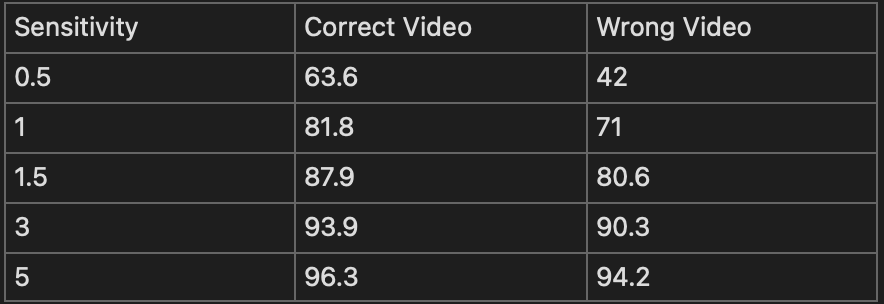 Sensitivity Correct Video Wrong Video
0.5 63.6 42
1 81.8 71
1.5 87.9 80.6
3 93.9 90.3
5 96.3 94.2